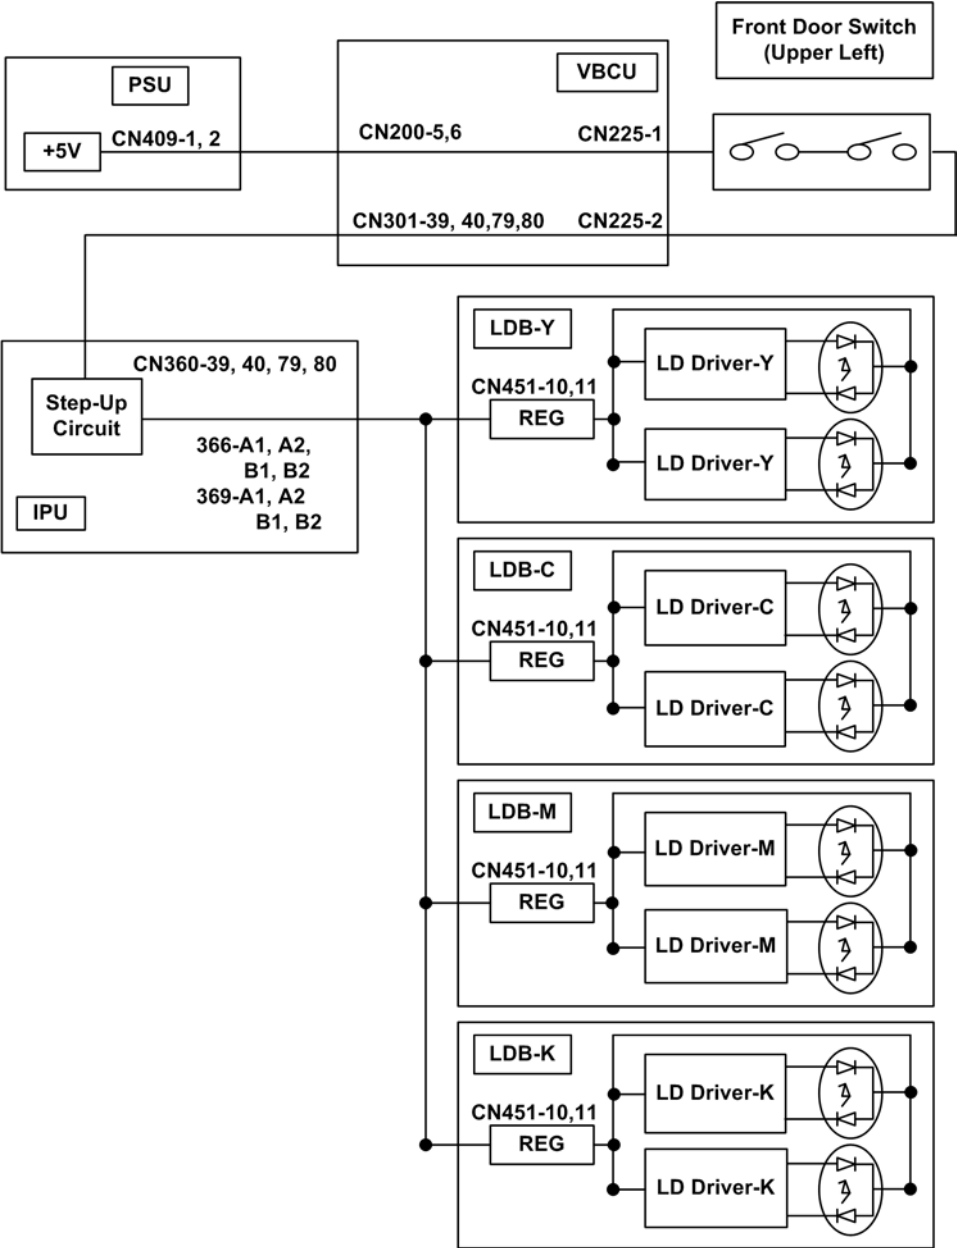 Front Door Switch
(Upper Left)
PSU
VBCU
+5V
CN409-1, 2
CN200-5,6
CN225-1
CN301-39, 40,79,80
CN225-2
CN360-39, 40, 79, 80
Step-Up
Circuit
366-A1, A2,
B1, B2
369-A1, A2
B1, B2
IPU
LDB-Y
CN451-10,11
REG
LD Driver-Y
LD Driver-Y
LDB-C
CN451-10,11
REG
LD Driver-C
LD Driver-C
LDB-M
CN451-10,11
REG
LD Driver-M
LD Driver-M
LDB-K
CN451-10,11
REG
LD Driver-K
LD Driver-K